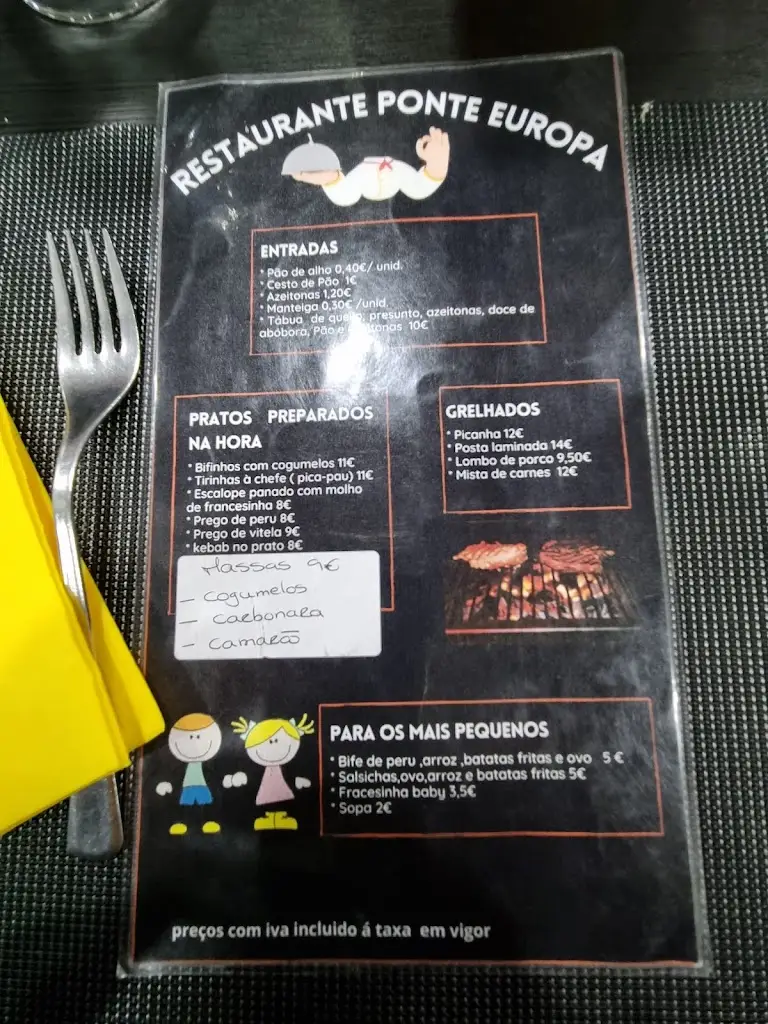 RESTAURANTE PONTE EUROPA
ENTRADAS
* Pão de alho 0,40€/ unid.
* Cesto de Pão 1€
* Azeitonas 1,20€
* Manteiga 0,30€ /unid
* Tábua de queijo, presunto, azeitonas, doce de
abóbora, Pão e 10€
PRATOS PREPARADOS
NA HORA
* Bifinhos com cogumelos 11€
* Tirinhas à chefe ( pica-pau) 11€
* Escalope panado com molho
de francesinha 8€
* Prego de peru 8€
* Prego de vitela 9€
* kebab no prato 8€
Massas 9€
– cogumelos
– carbonara
– camarão
GRELHADOS
* Picanha 12€
* Posta laminada 14€
* Lombo de porco 9,50€
* Mista de carnes 12€
PARA OS MAIS PEQUENOS
* Bife de peru ,arroz ,batatas fritas e ovo 5 €
* Salsichas,ovo,arroz e batatas fritas 5€
* Fracesinha baby 3,5€
* Sopa 2€
preços com iva incluido á taxa em vigor